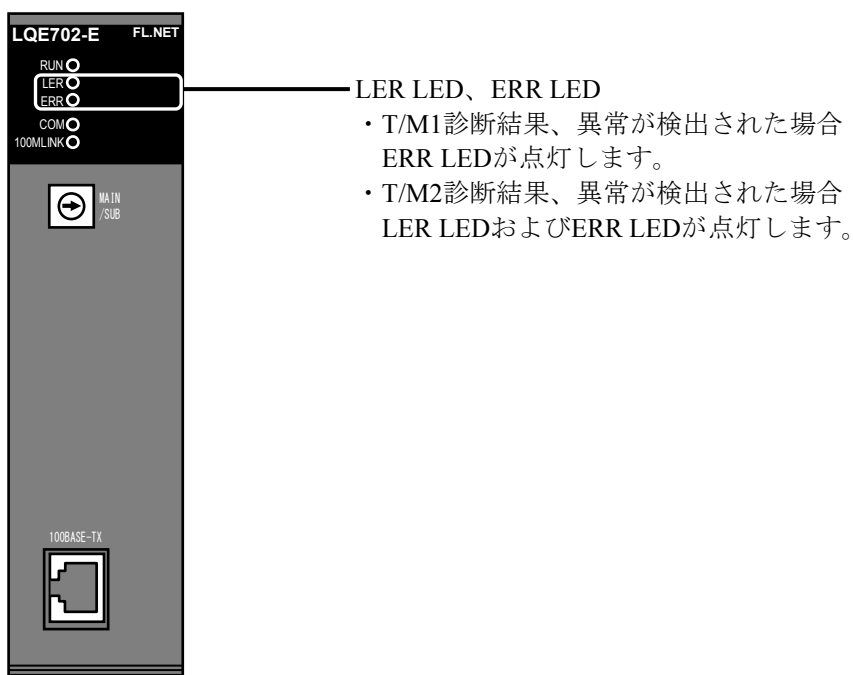 LQE702-E FL.NET
RUN
LER
ERR
COM
100MLINK
MAIN
/SUB
100BASE-TX
LER LED、ERR LED
・T/M1診断結果、異常が検出された場合
ERR LEDが点灯します。
・T/M2診断結果、異常が検出された場合
LER LEDおよびERR LEDが点灯します。